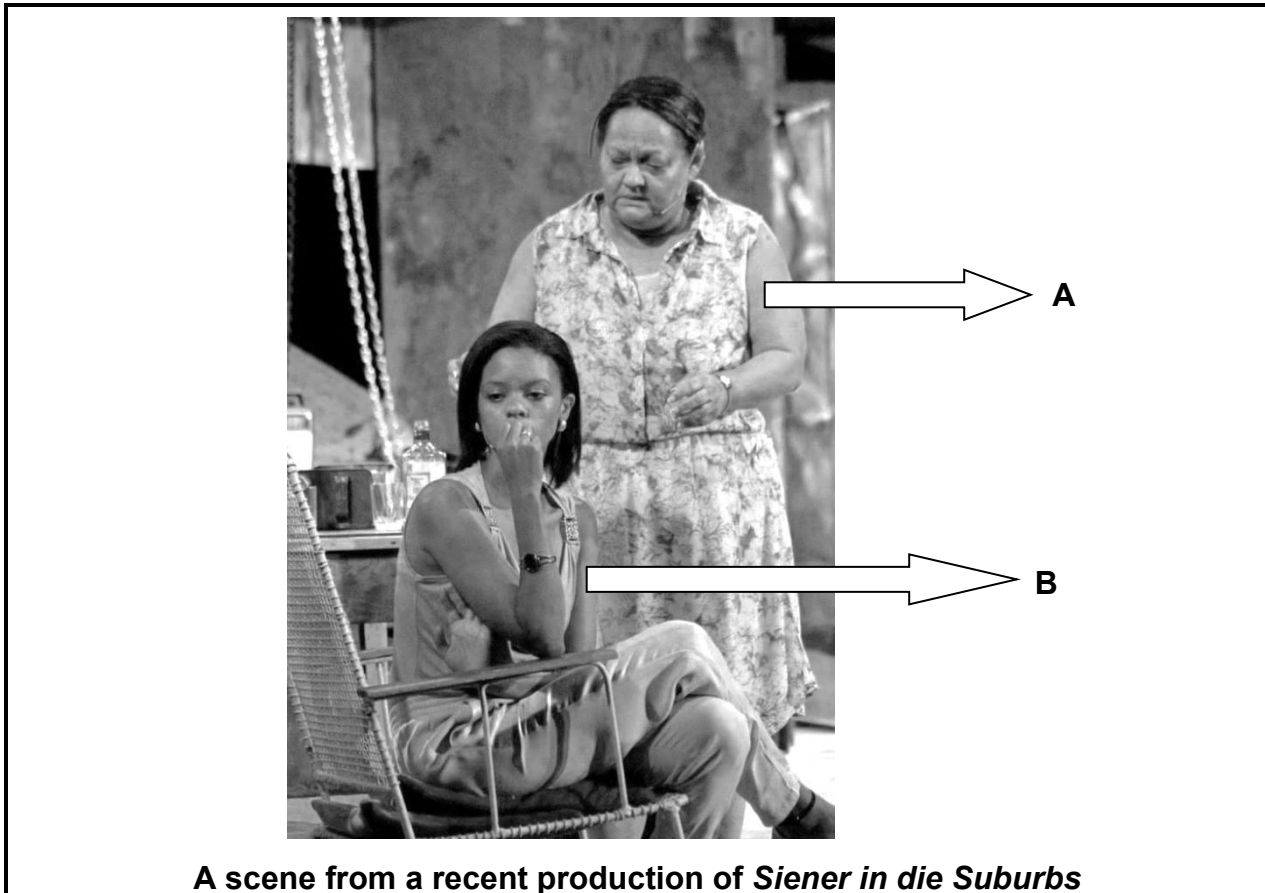 A
B
A scene from a recent production of Siener in die Suburbs